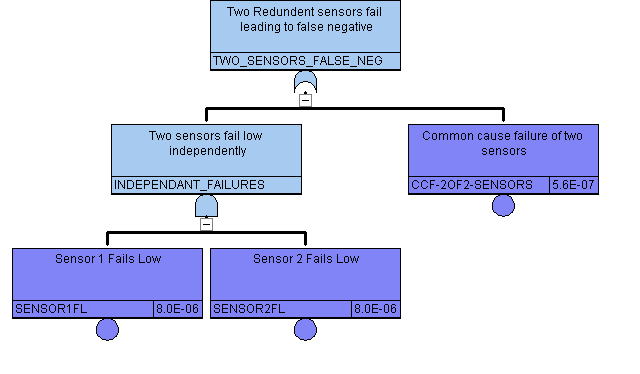 Two Redundent sensors fail
leading to false negative
TWO_SENSORS_FALSE_NEG
Two sensors fail low
independently
INDEPENDANT_FAILURES
Common cause failure of two
sensors
CCF-2OF2-SENSORS 5.6E-07
Sensor 1 Fails Low
SENSOR1FL 8.0E-06
Sensor 2 Fails Low
SENSOR2FL 8.0E-06